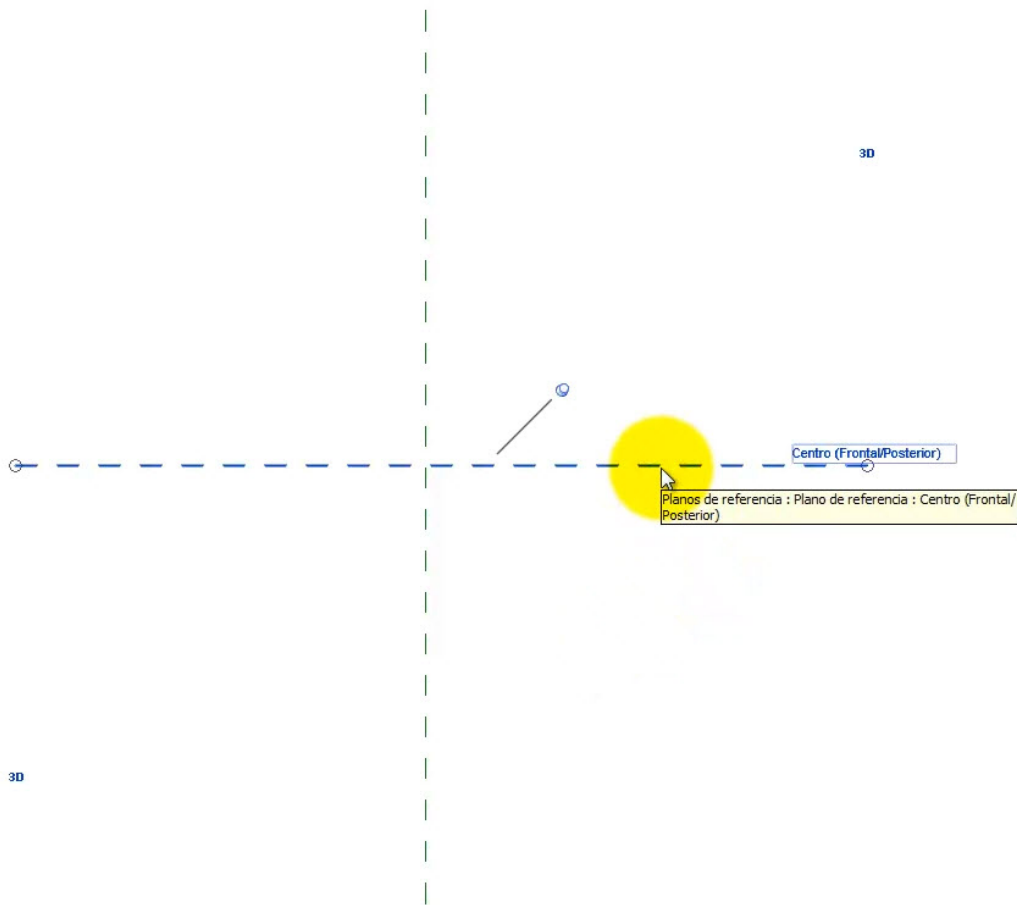 3D
Centro (Frontal/Posterior)
Planos de referencia : Plano de referencia : Centro (Frontal/
Posterior)
3D